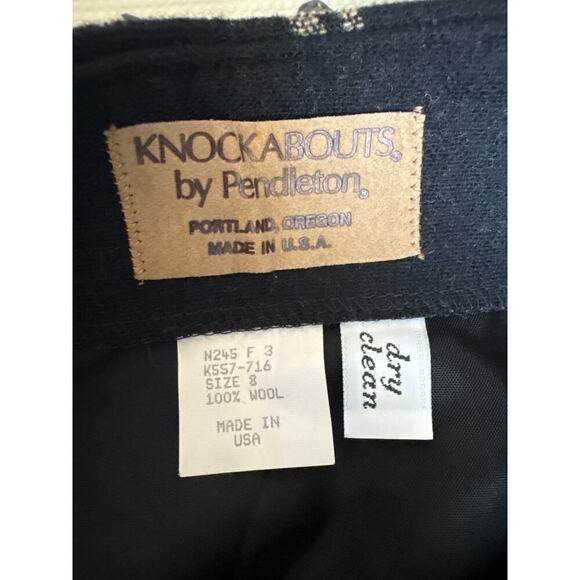 KNOCKABOUTS®
by Pendleton®
PORTLAND, OREGON
MADE IN U.S.A.
N245 F 3
K557-716
SIZE 8
100% WOOL
MADE IN
USA
dry
clean